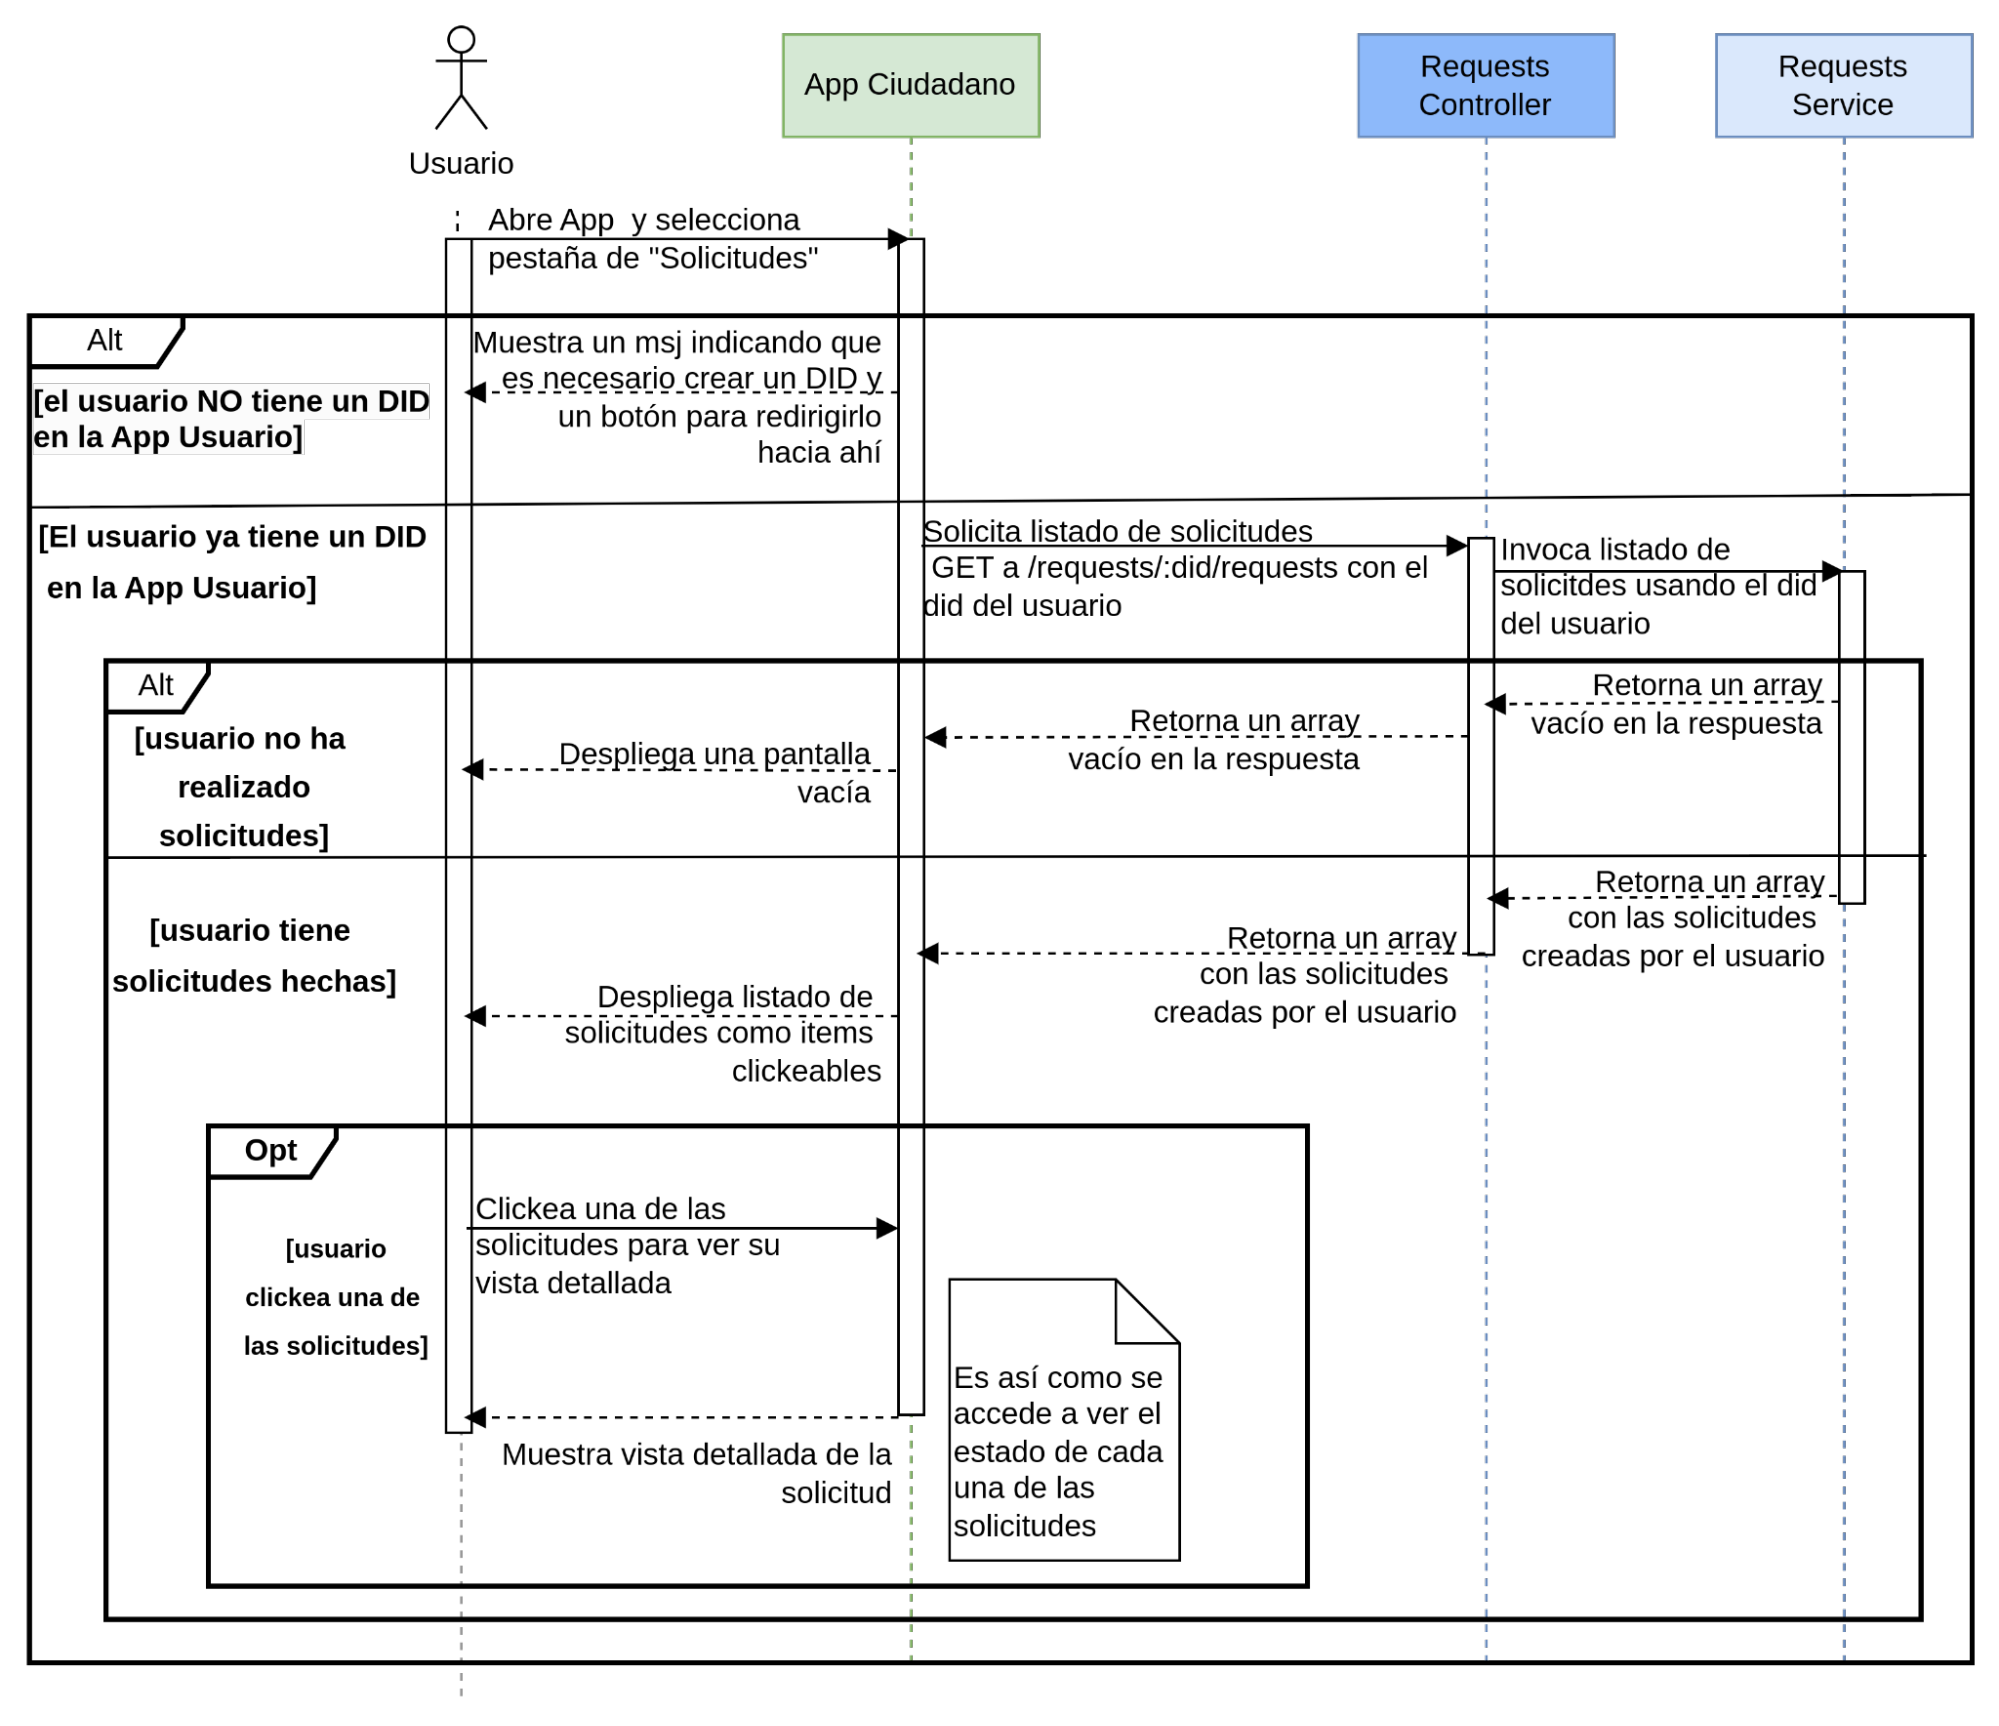 Usuario
App Ciudadano
Requests
Controller
Requests
Service
Abre App  y selecciona
pestaña de "Solicitudes"
Alt
[el usuario NO tiene un DID
en la App Usuario]
Muestra un msj indicando que
es necesario crear un DID y
un botón para redirigirlo
hacia ahí
[El usuario ya tiene un DID
en la App Usuario]
Solicita listado de solicitudes
GET a /requests/:did/requests con el
did del usuario
Invoca listado de
solicitdes usando el did
del usuario
Alt
[usuario no ha
realizado
solicitudes]
Retorna un array
vacío en la respuesta
Retorna un array
vacío en la respuesta
Despliega una pantalla
vacía
[usuario tiene
solicitudes hechas]
Retorna un array
con las solicitudes
creadas por el usuario
Retorna un array
con las solicitudes
creadas por el usuario
Despliega listado de
solicitudes como items
clickeables
Opt
[usuario
clickea una de
las solicitudes]
Clickea una de las
solicitudes para ver su
vista detallada
Es así como se
accede a ver el
estado de cada
una de las
solicitudes
Muestra vista detallada de la
solicitud